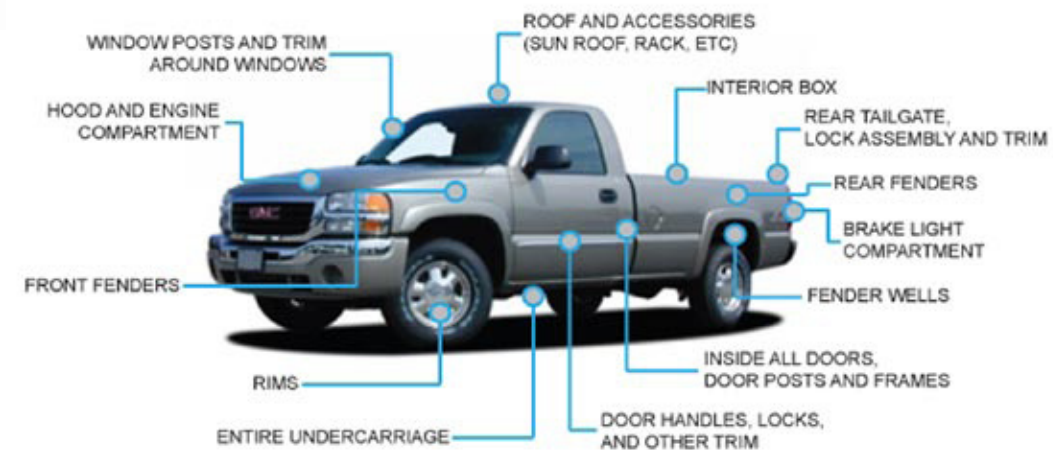 ROOF AND ACCESSORIES
(SUN ROOF, RACK, ETC)
WINDOW POSTS AND TRIM
AROUND WINDOWS
INTERIOR BOX
HOOD AND ENGINE
COMPARTMENT
REAR TAILGATE,
LOCK ASSEMBLY AND TRIM
REAR FENDERS
GMC
BRAKE LIGHT
COMPARTMENT
FRONT FENDERS
FENDER WELLS
INSIDE ALL DOORS,
DOOR POSTS AND FRAMES
RIMS
DOOR HANDLES, LOCKS,
AND OTHER TRIM
ENTIRE UNDERCARRIAGE